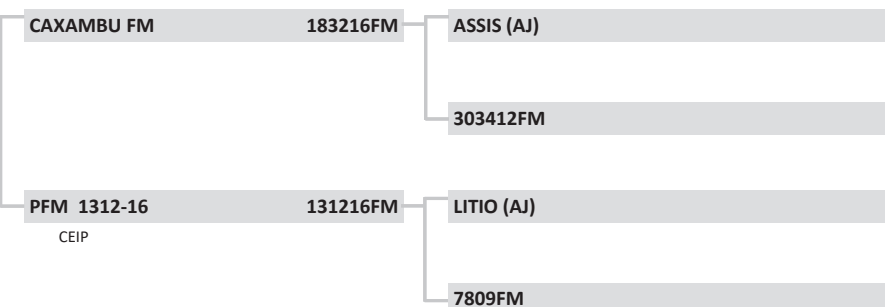 CAXAMBU FM 183216FM
ASSIS (AJ)
303412FM
PFM 1312-16 131216FM
CEIP
LITIO (AJ)
7809FM